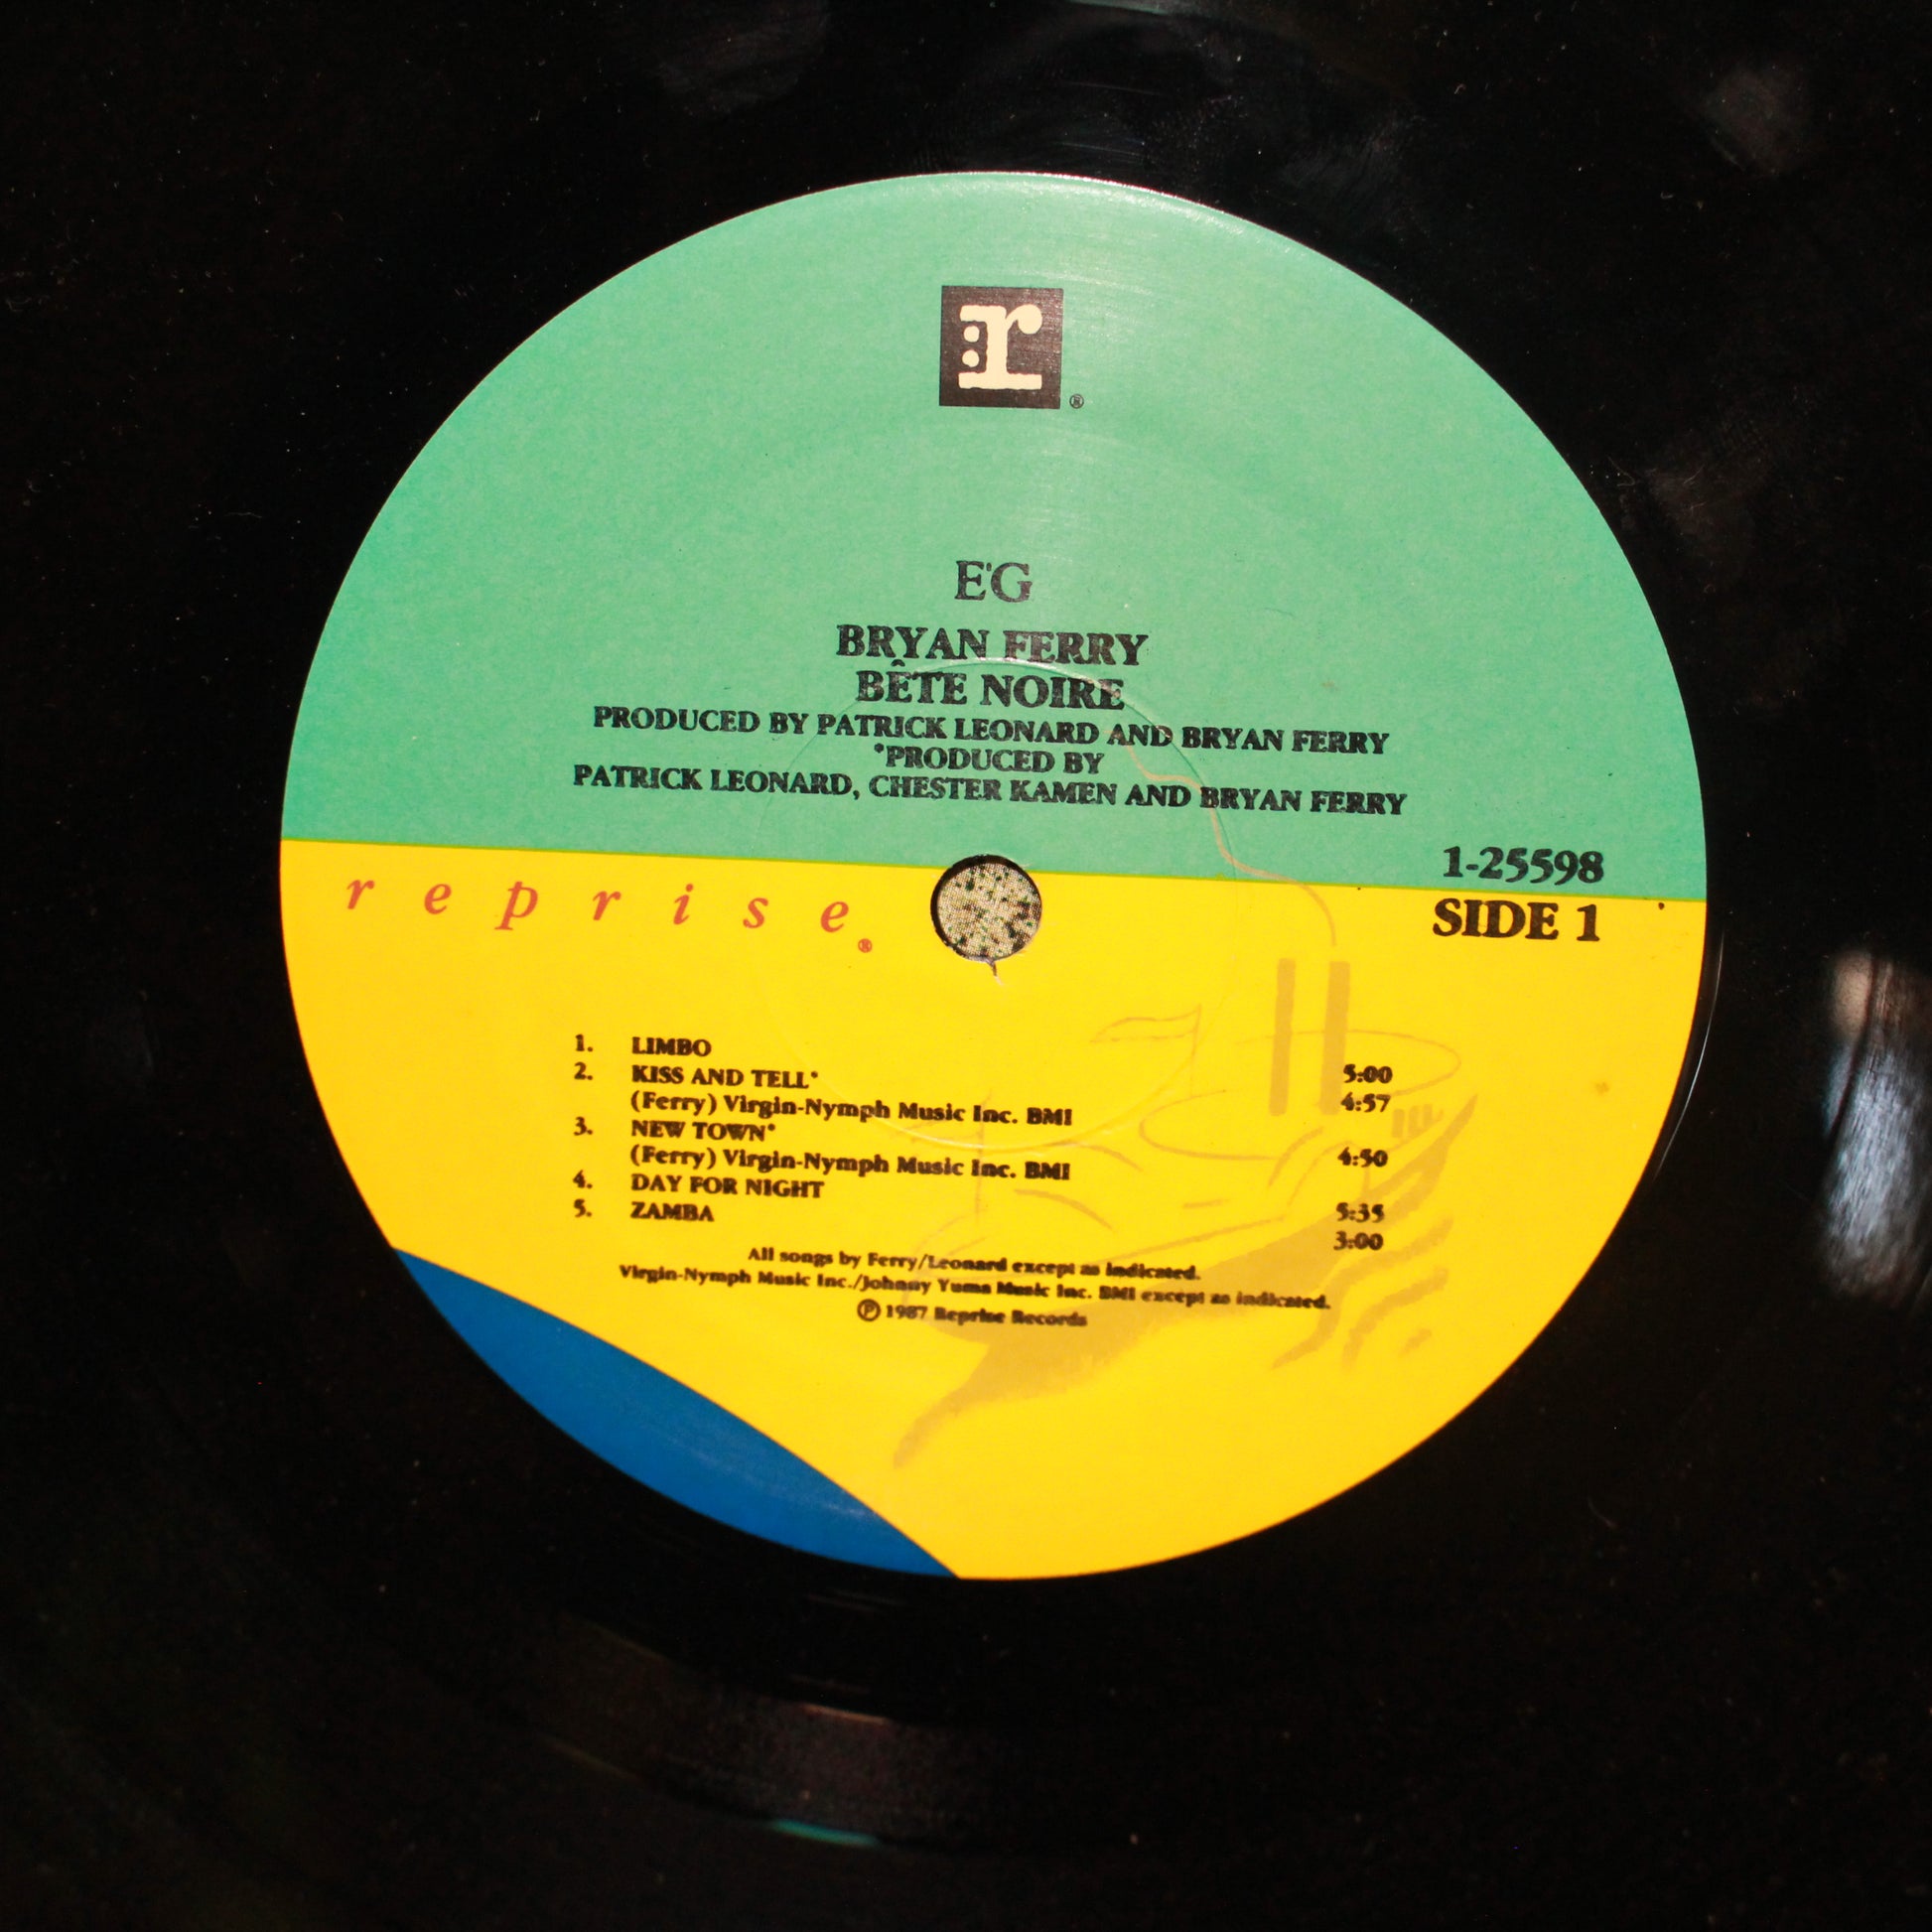 r®
E'G
BRYAN FERRY
BÊTE NOIRE
PRODUCED BY PATRICK LEONARD AND BRYAN FERRY
*PRODUCED BY
PATRICK LEONARD, CHESTER KAMEN AND BRYAN FERRY
1-25598
reprise®
SIDE 1
1. LIMBO 5:00
2. KISS AND TELL* 4:57
(Ferry) Virgin-Nymph Music Inc. BMI
3. NEW TOWN* 4:50
(Ferry) Virgin-Nymph Music Inc. BMI
4. DAY FOR NIGHT 5:35
5. ZAMBA 3:00
All songs by Ferry/Leonard except as indicated.
Virgin-Nymph Music Inc./Johnny Yuma Music Inc. BMI except as indicated.
℗ 1987 Reprise Records